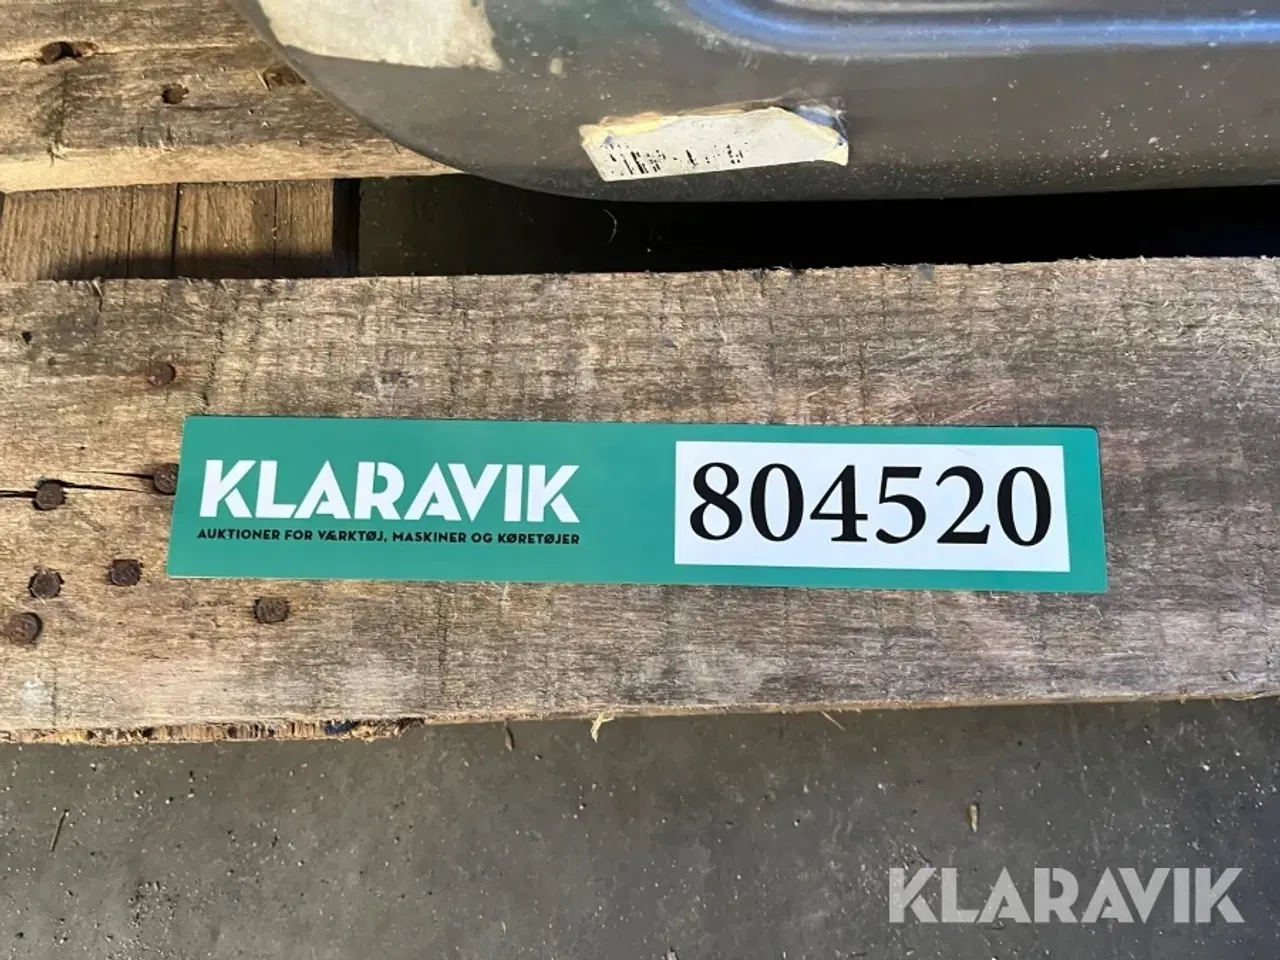 KLARAVIK
AUKTIONER FOR VÆRKTØJ, MASKINER OG KØRETØJER
804520
KLARAVIK